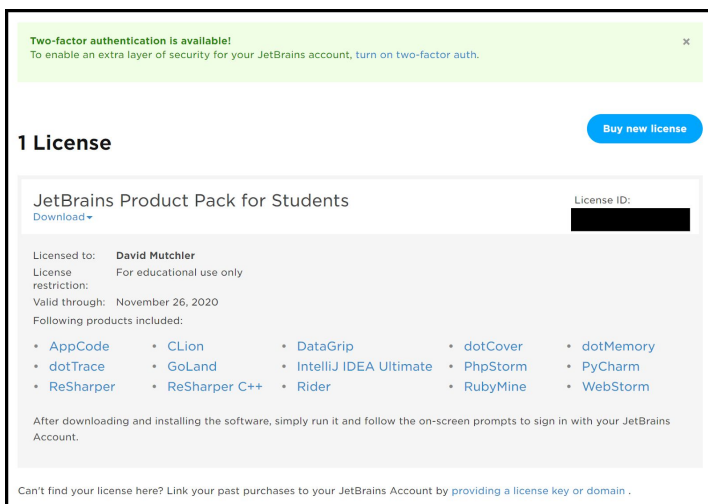 Two-factor authentication is available!
×
To enable an extra layer of security for your JetBrains account, turn on two-factor auth.
1 License
Buy new license
JetBrains Product Pack for Students
License ID:
Download
Licensed to: David Mutchler
License restriction: For educational use only
Valid through: November 26, 2020
Following products included:
• AppCode • CLion • DataGrip • dotCover • dotMemory
• dotTrace • GoLand • IntelliJ IDEA Ultimate • PhpStorm • PyCharm
• ReSharper • ReSharper C++ • Rider • RubyMine • WebStorm
After downloading and installing the software, simply run it and follow the on-screen prompts to sign in with your JetBrains
Account.
Can't find your license here? Link your past purchases to your JetBrains Account by providing a license key or domain .